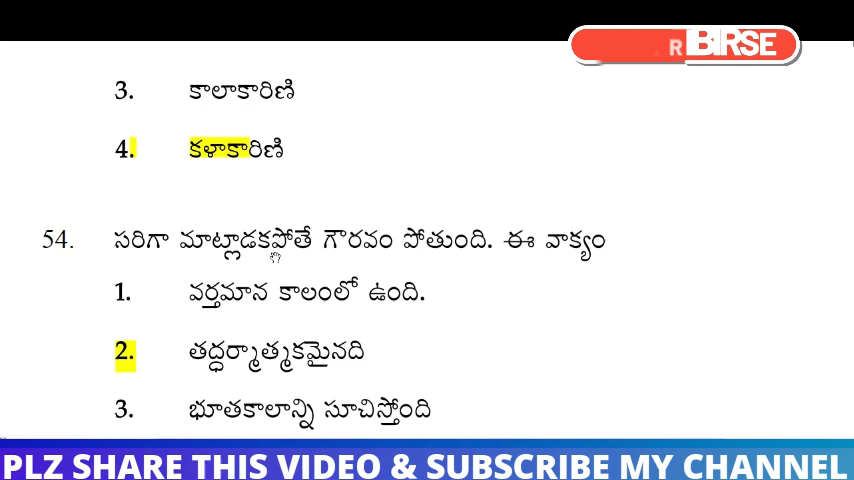 R BIRSE
3. కాలాకారిణి
4. కళాకారిణి
54. సరిగా మాట్లాడకపోతే గౌరవం పోతుంది. ఈ వాక్యం
1. వర్తమాన కాలంలో ఉంది.
2. తద్ధర్మాత్మకమైనది
3. భూతకాలాన్ని సూచిస్తోంది
PLZ SHARE THIS VIDEO & SUBSCRIBE MY CHANNEL